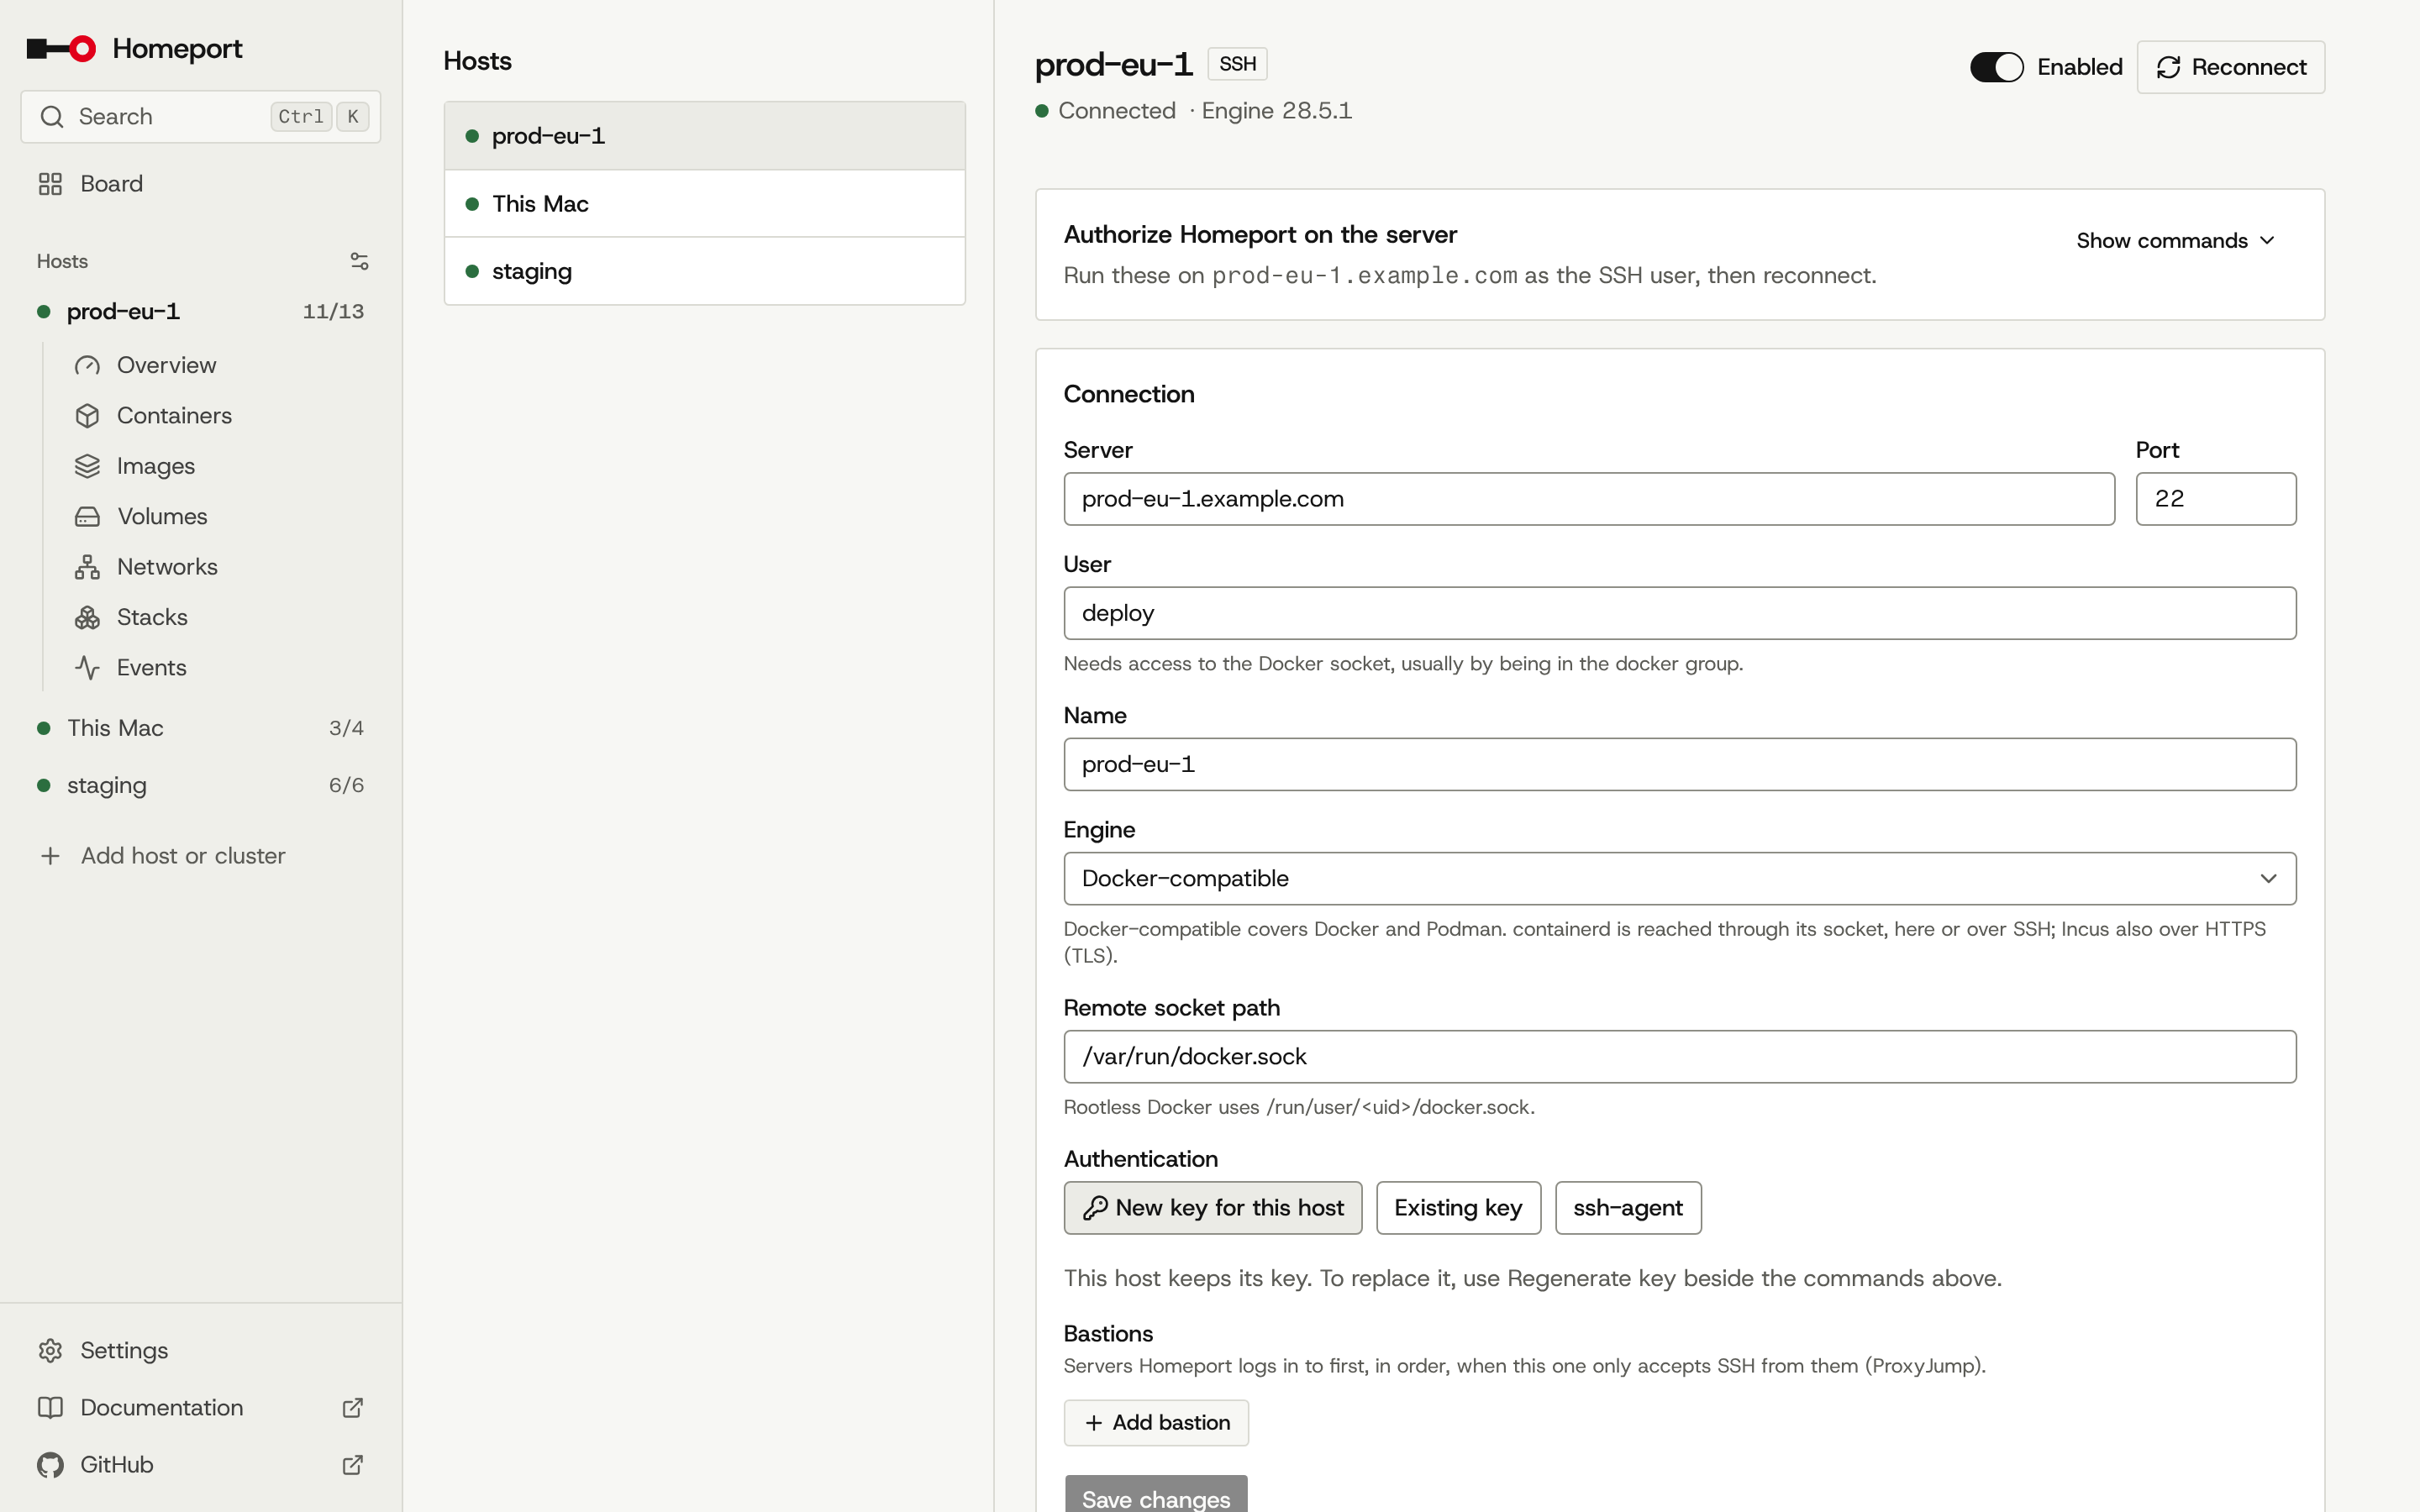 Homeport
Search Ctrl K
Board
Hosts
prod-eu-1 11/13
Overview
Containers
Images
Volumes
Networks
Stacks
Events
This Mac 3/4
staging 6/6
Add host or cluster
Settings
Documentation
GitHub
Hosts
prod-eu-1
This Mac
staging
prod-eu-1 SSH
Connected · Engine 28.5.1
Enabled
Reconnect
Authorize Homeport on the server
Run these on prod-eu-1.example.com as the SSH user, then reconnect.
Show commands
Connection
Server Port
prod-eu-1.example.com 22
User
deploy
Needs access to the Docker socket, usually by being in the docker group.
Name
prod-eu-1
Engine
Docker-compatible
Docker-compatible covers Docker and Podman. containerd is reached through its socket, here or over SSH; Incus also over HTTPS
(TLS).
Remote socket path
/var/run/docker.sock
Rootless Docker uses /run/user/<uid>/docker.sock.
Authentication
New key for this host Existing key ssh-agent
This host keeps its key. To replace it, use Regenerate key beside the commands above.
Bastions
Servers Homeport logs in to first, in order, when this one only accepts SSH from them (ProxyJump).
Add bastion
Save changes